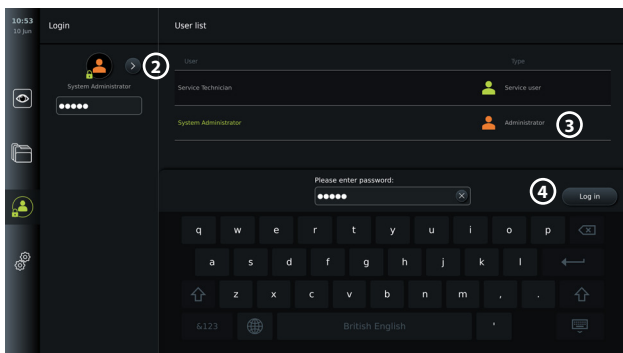 10:53
10 Jun
Login
User list
2
User
Type
System Administrator
Service Technician
Service user
●●●●●
System Administrator
Administrator
3
Please enter password:
●●●●●
4
Log in
q w e r t y u i o p
a s d f g h j k l
z x c v b n m , .
&123
British English
'